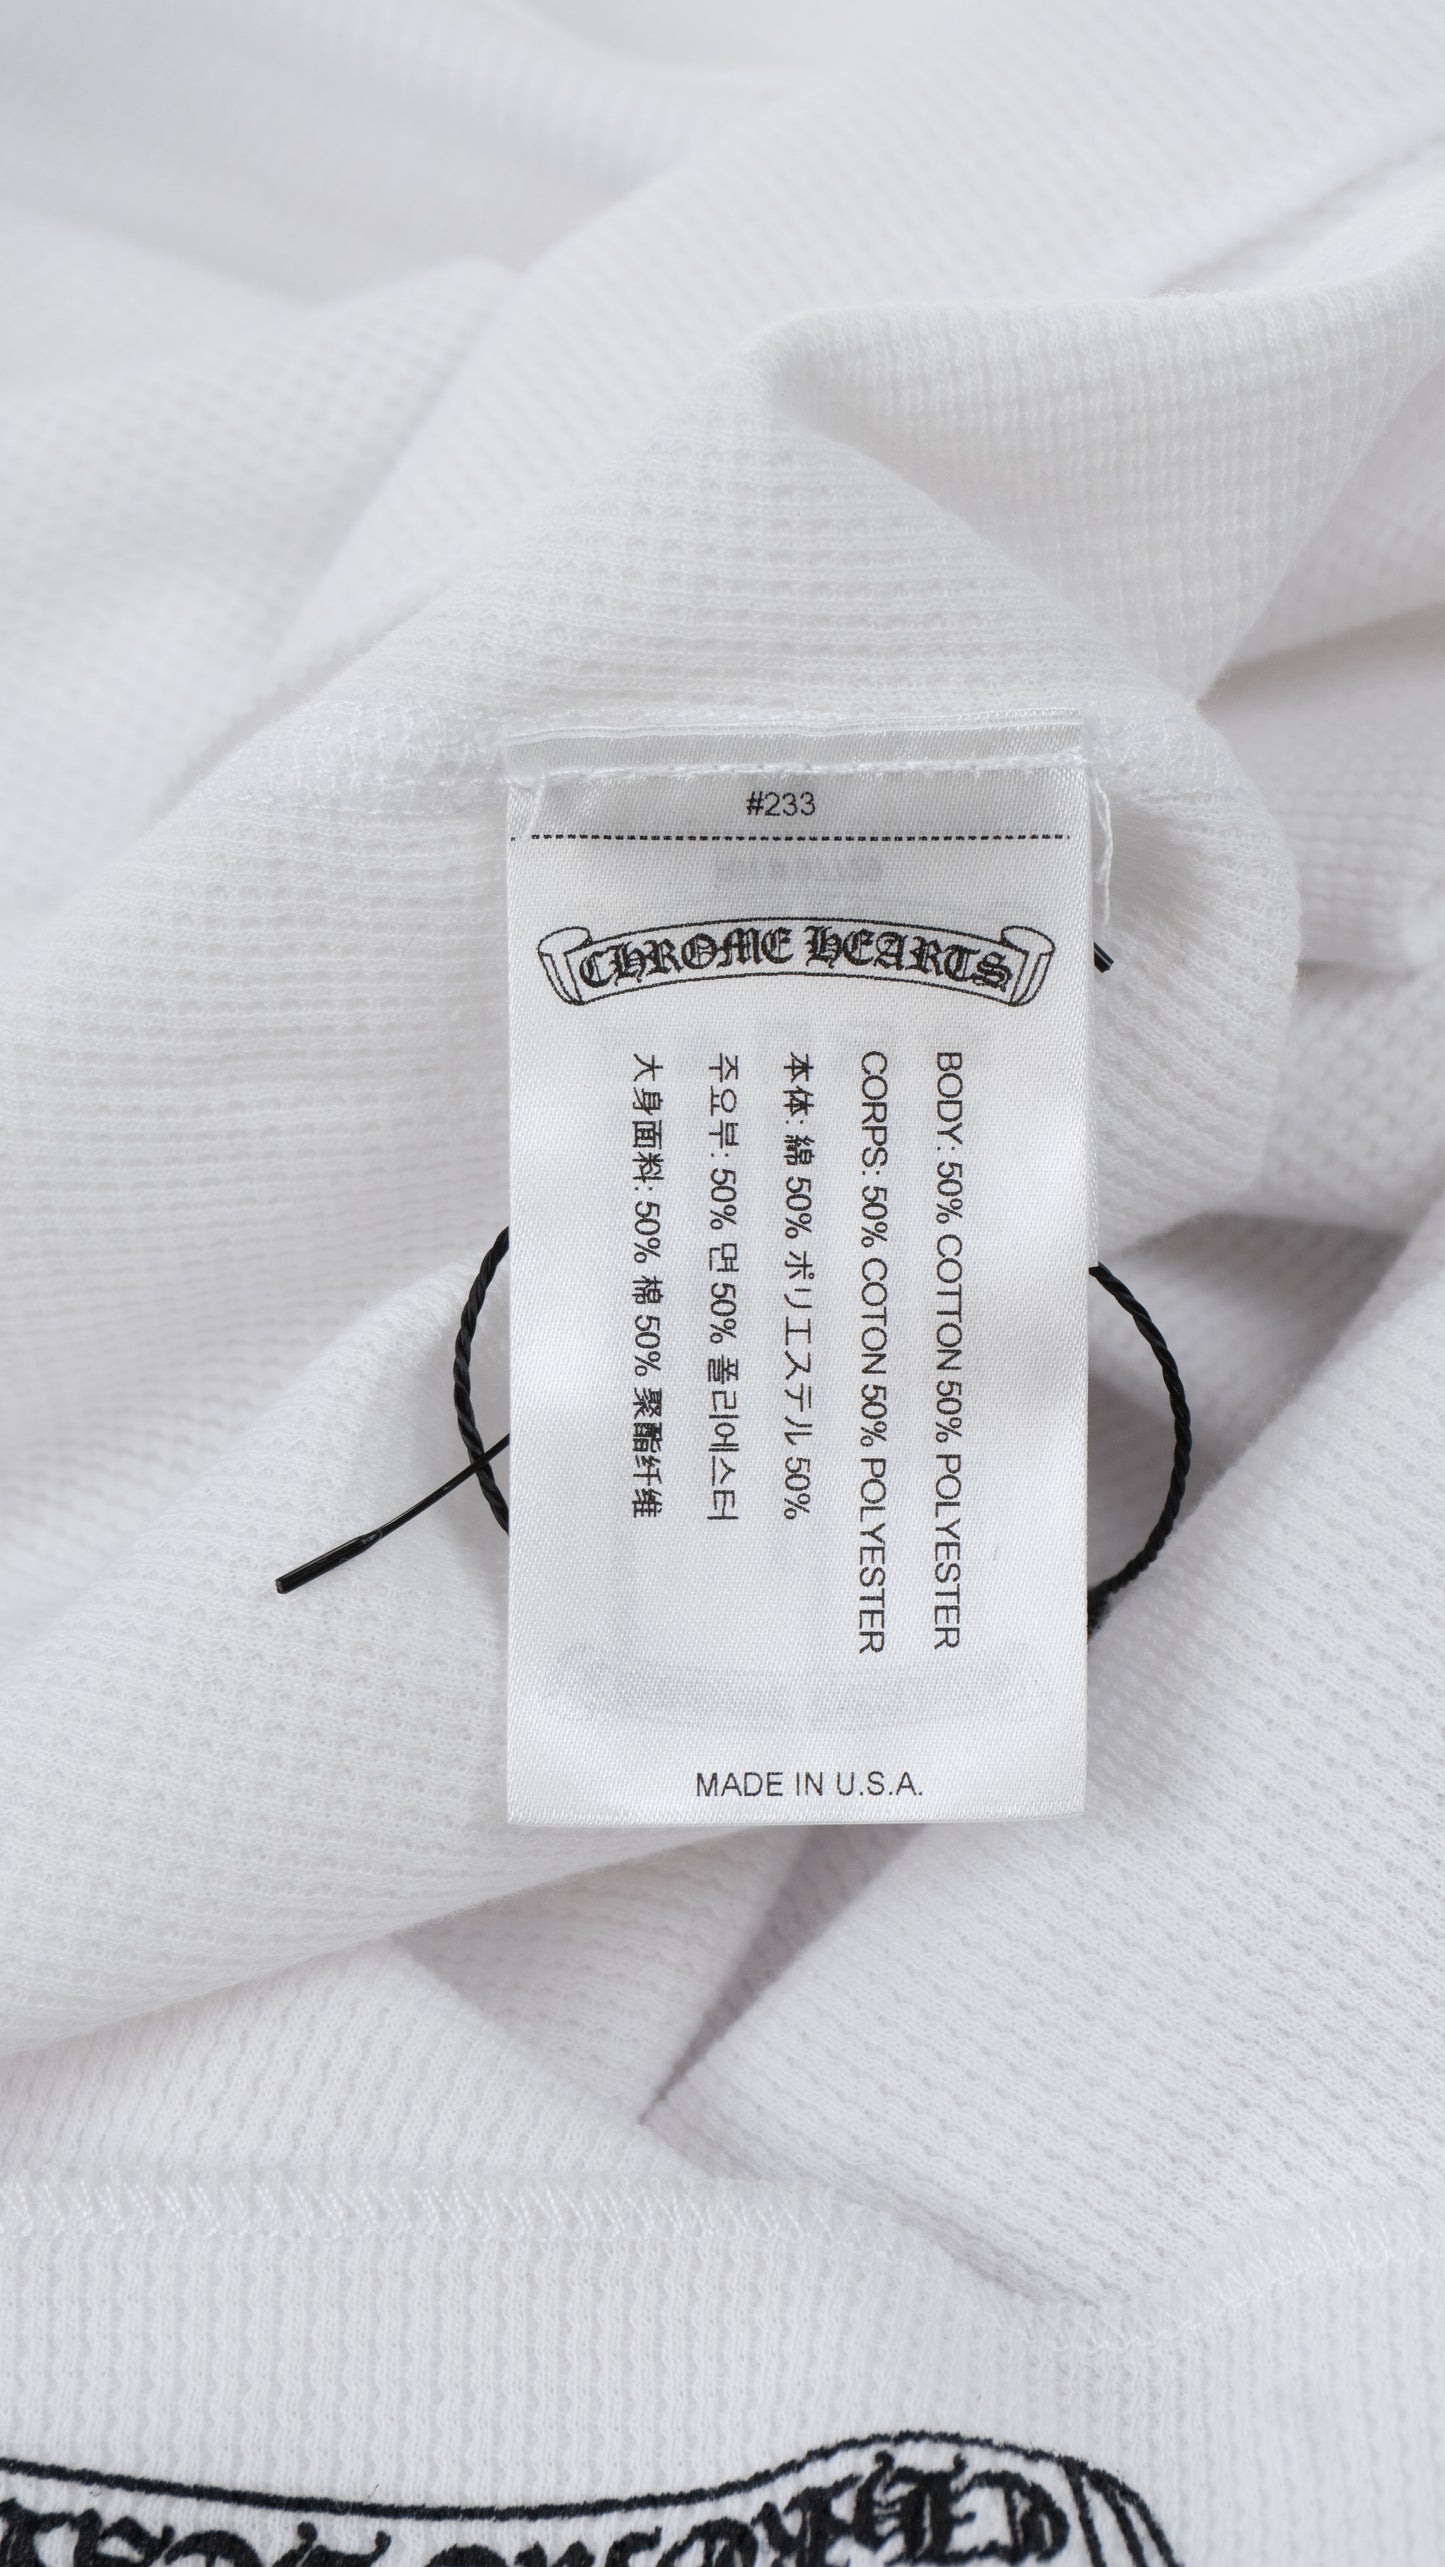 #233
CHROME HEARTS
BODY: 50% COTTON 50% POLYESTER
CORPS: 50% COTON 50% POLYESTER
本体: 綿 50% ポリエステル 50%
주요부: 50% 면 50% 폴리에스터
大身面料: 50% 棉 50% 聚酯纤维
MADE IN U.S.A.